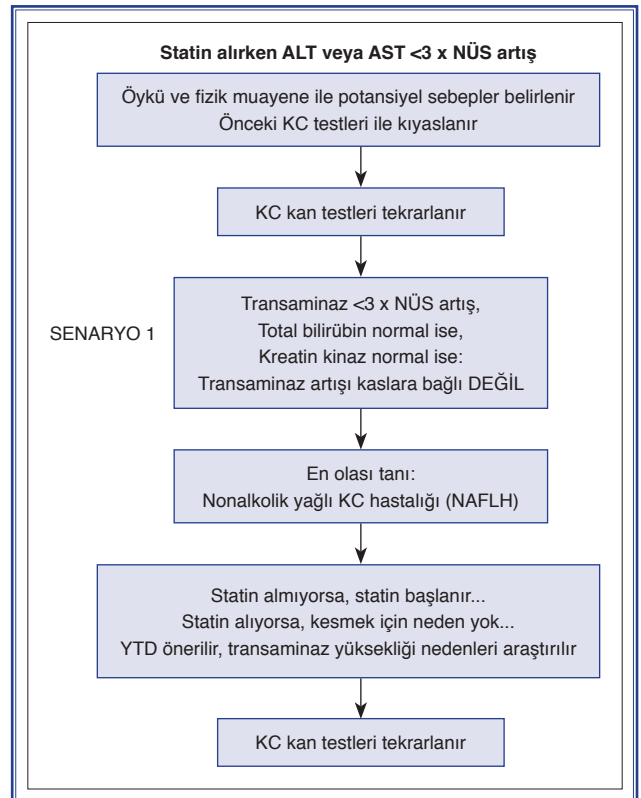 Statin alırken ALT veya AST <3 x NÜS artış
Öykü ve fizik muayene ile potansiyel sebepler belirlenir
Önceki KC testleri ile kıyaslanır
KC kan testleri tekrarlanır
SENARYO 1
Transaminaz <3 x NÜS artış,
Total bilirübin normal ise,
Kreatin kinaz normal ise:
Transaminaz artışı kaslara bağlı DEĞİL
En olası tanı:
Nonalkolik yağlı KC hastalığı (NAFLH)
Statin almıyorsa, statin başlanır...
Statin alıyorsa, kesmek için neden yok...
YTD önerilir, transaminaz yüksekliği nedenleri araştırılır
KC kan testleri tekrarlanır